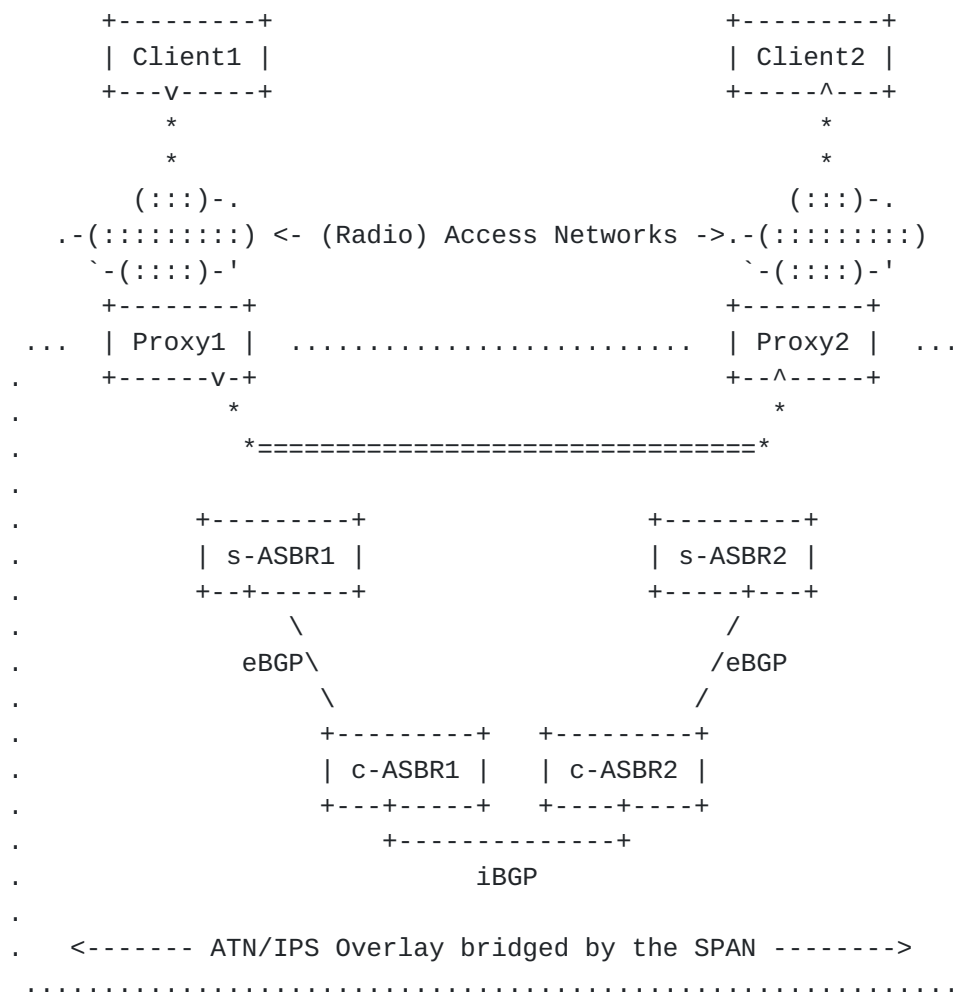 Client1 Client2
<- (Radio) Access Networks ->
Proxy1 Proxy2
s-ASBR1 s-ASBR2
eBGP eBGP
c-ASBR1 c-ASBR2
iBGP
<------- ATN/IPS Overlay bridged by the SPAN -------->